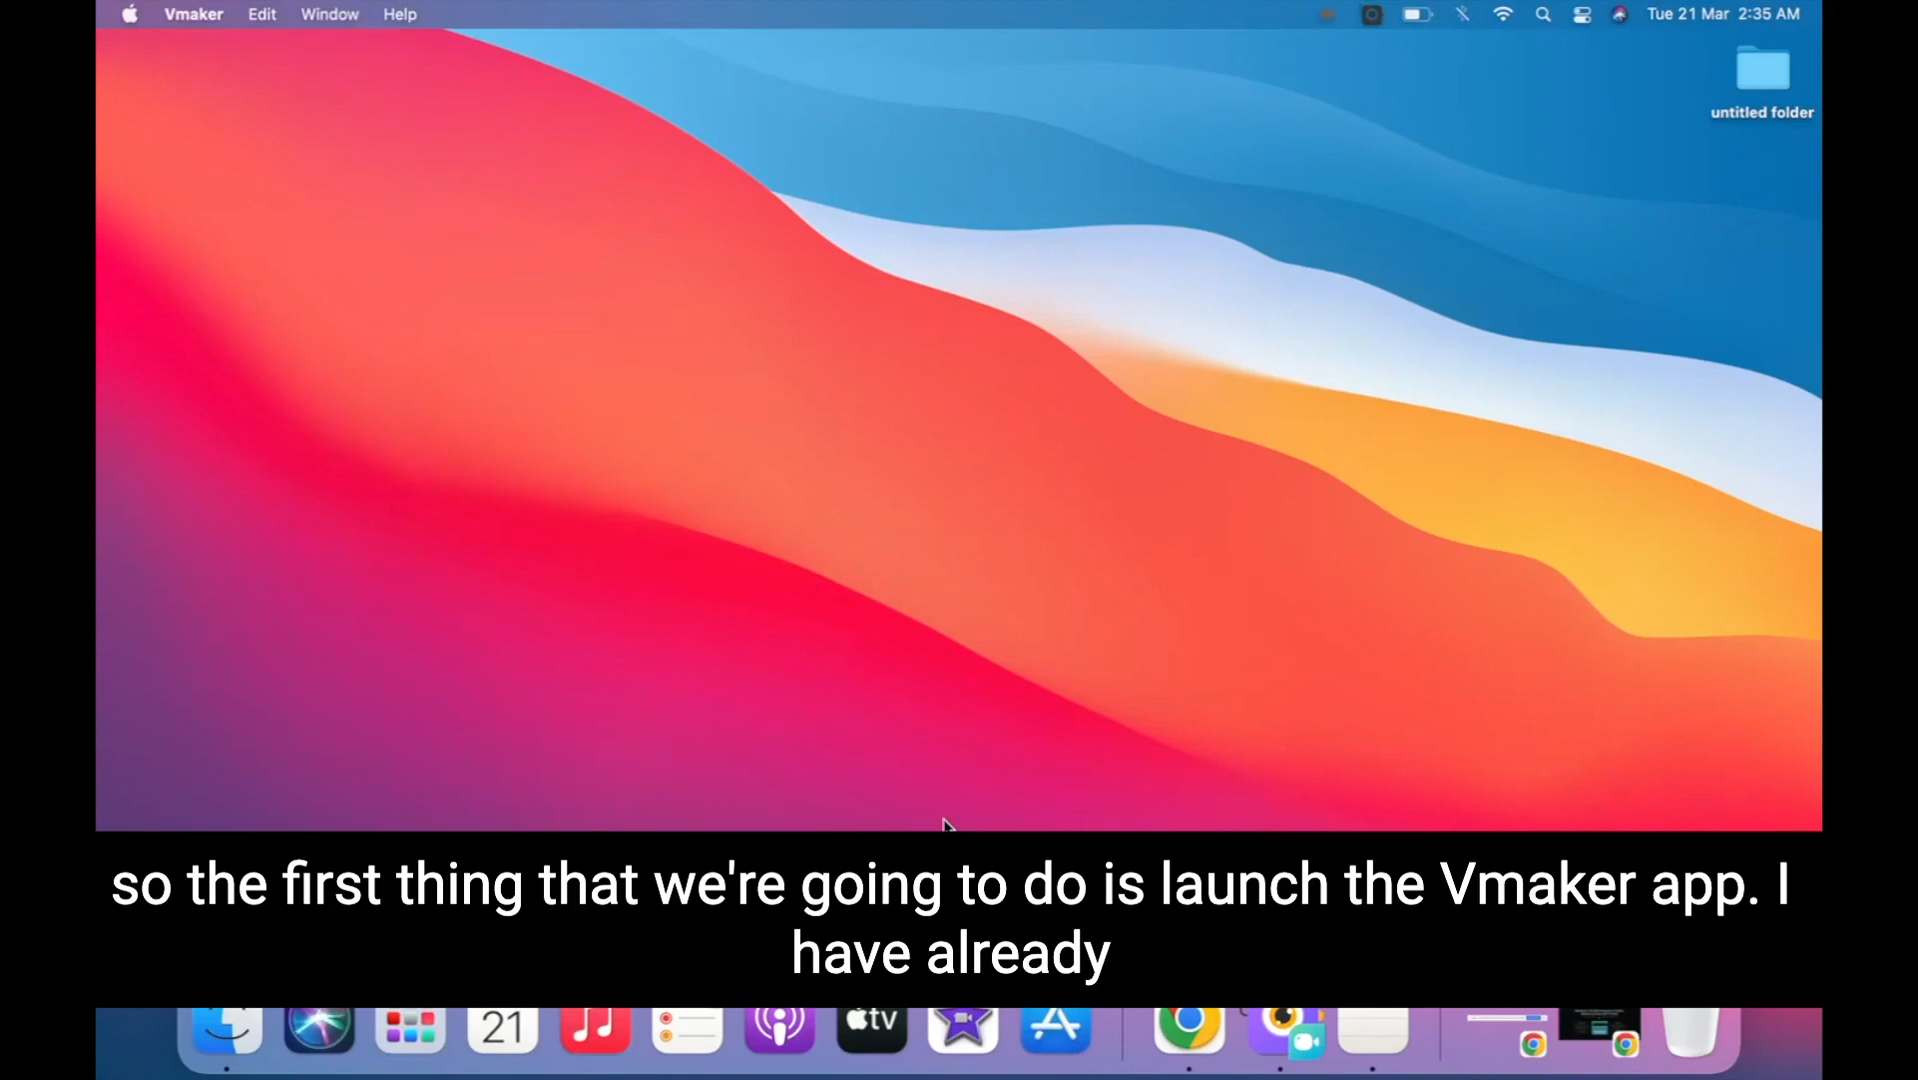 Vmaker Edit Window Help Tue 21 Mar 2:35 AM
untitled folder
so the first thing that we're going to do is launch the Vmaker app. I
have already
21 tv